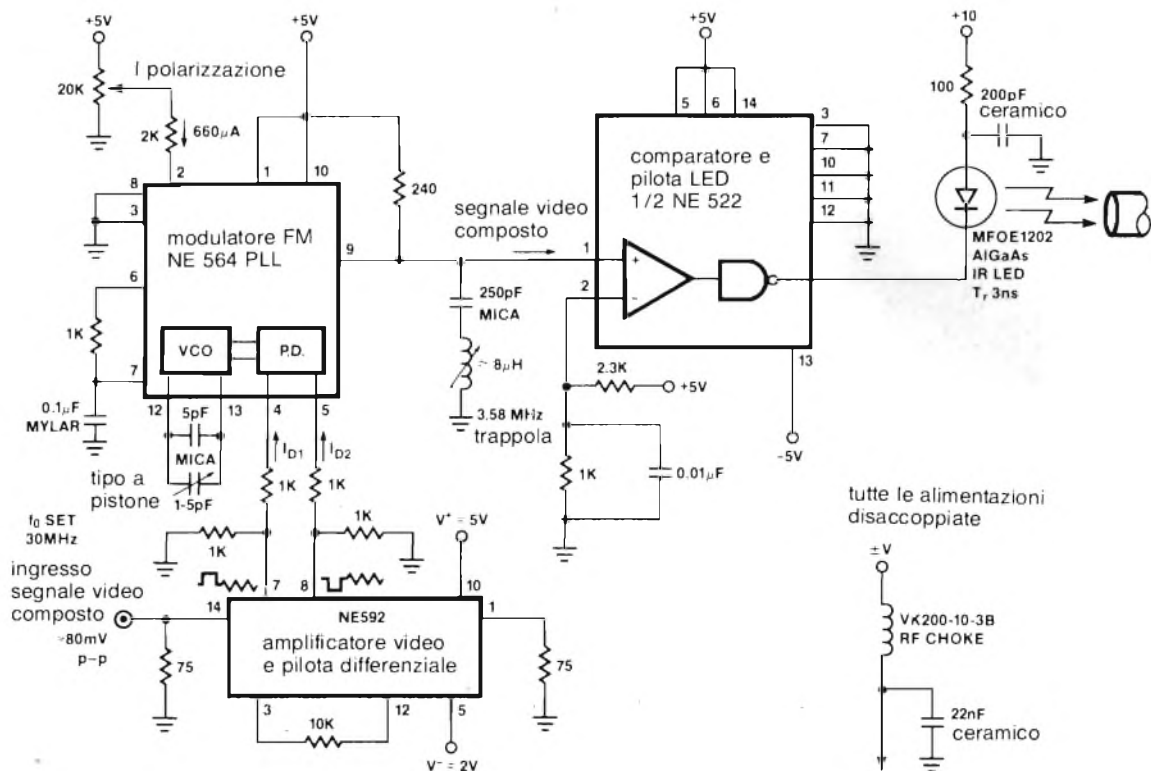 +5V
+5V
+5V
+10
I polarizzazione
20K
2K
660µA
100
200pF
ceramico
5
6
14
2
1
10
8
3
240
modulatore FM
NE 564 PLL
9
6
1K
VCO
P.D.
7
12
13
4
5
0.1µF
MYLAR
5pF
MICA
tipo a
pistone
1-5pF
ID1
ID2
1K
1K
segnale video
composto
250pF
MICA
~8µH
3.58 MHz
trappola
comparatore e
pilota LED
1/2 NE 522
3
7
10
11
12
1
2
+
−
13
-5V
2.3K
+5V
1K
0.01µF
MFOE1202
AlGaAs
IR LED
Tr 3ns
f0 SET
30MHz
1K
1K
V+ = 5V
ingresso
segnale video
composto
~80mV
p-p
75
14
7
8
10
1
NE592
amplificatore video
e pilota differenziale
75
3
12
5
10K
V− = 2V
tutte le alimentazioni
disaccoppiate
±V
VK200-10-3B
RF CHOKE
22nF
ceramico